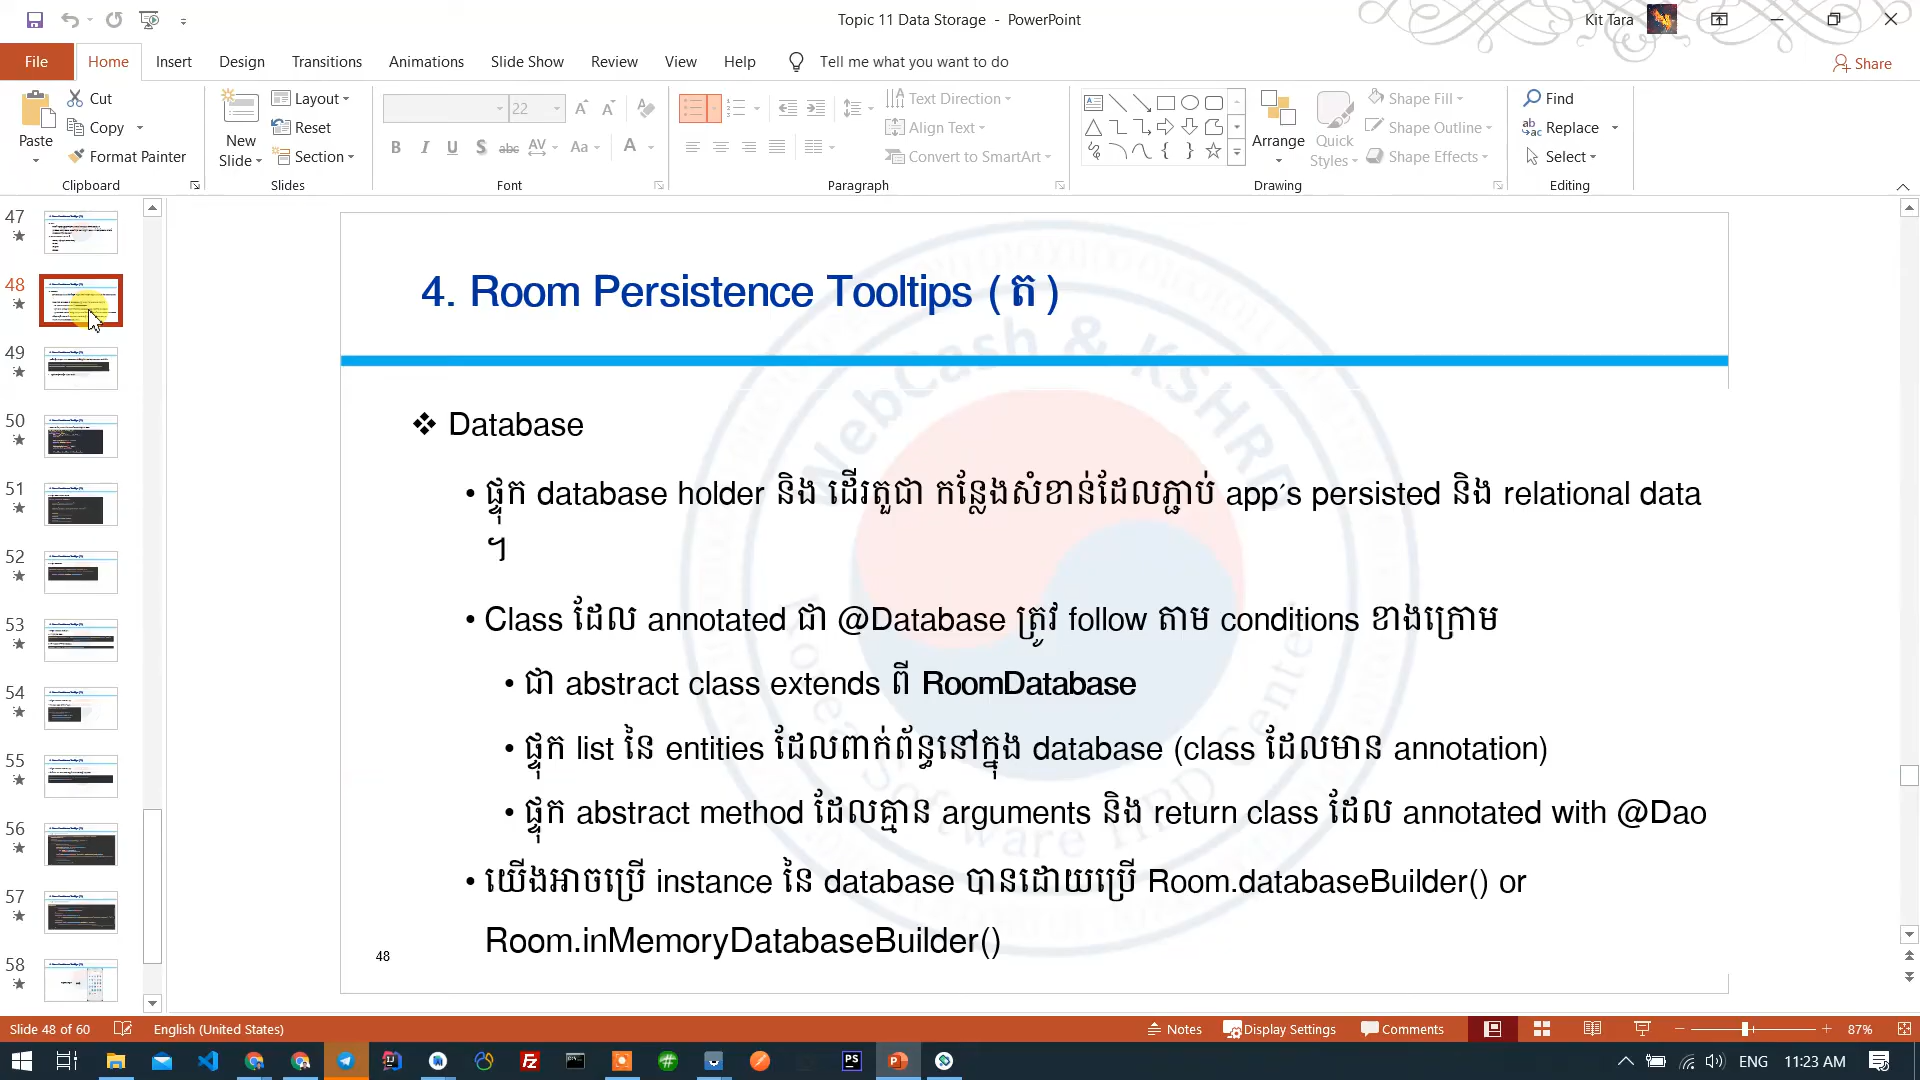 Topic 11 Data Storage - PowerPoint
Kit Tara
File Home Insert Design Transitions Animations Slide Show Review View Help Tell me what you want to do
Share
Paste
Cut
Copy
Format Painter
Clipboard
New Slide
Layout
Reset
Section
Slides
22
B I U S abc AV Aa A
Font
Text Direction
Align Text
Convert to SmartArt
Paragraph
Arrange
Quick Styles
Shape Fill
Shape Outline
Shape Effects
Drawing
Find
Replace
Select
Editing
47
48
49
50
51
52
53
54
55
56
57
58
4. Room Persistence Tooltips (ត)
❖ Database
• ផ្ទុក database holder និង ដើរតួជា កន្លែងសំខាន់ដែលភ្ជាប់ app´s persisted និង relational data
។
• Class ដែល annotated ជា @Database ត្រូវ follow តាម conditions ខាងក្រោម
• ជា abstract class extends ពី RoomDatabase
• ផ្ទុក list នៃ entities ដែលពាក់ព័ន្ធនៅក្នុង database (class ដែលមាន annotation)
• ផ្ទុក abstract method ដែលគ្មាន arguments និង return class ដែល annotated with @Dao
• យើងអាចប្រើ instance នៃ database បានដោយប្រើ Room.databaseBuilder() or
Room.inMemoryDatabaseBuilder()
48
WebCash & KSHRD
Korea Software HRD Center
Slide 48 of 60 English (United States) Notes Display Settings Comments 87%
ENG 11:23 AM